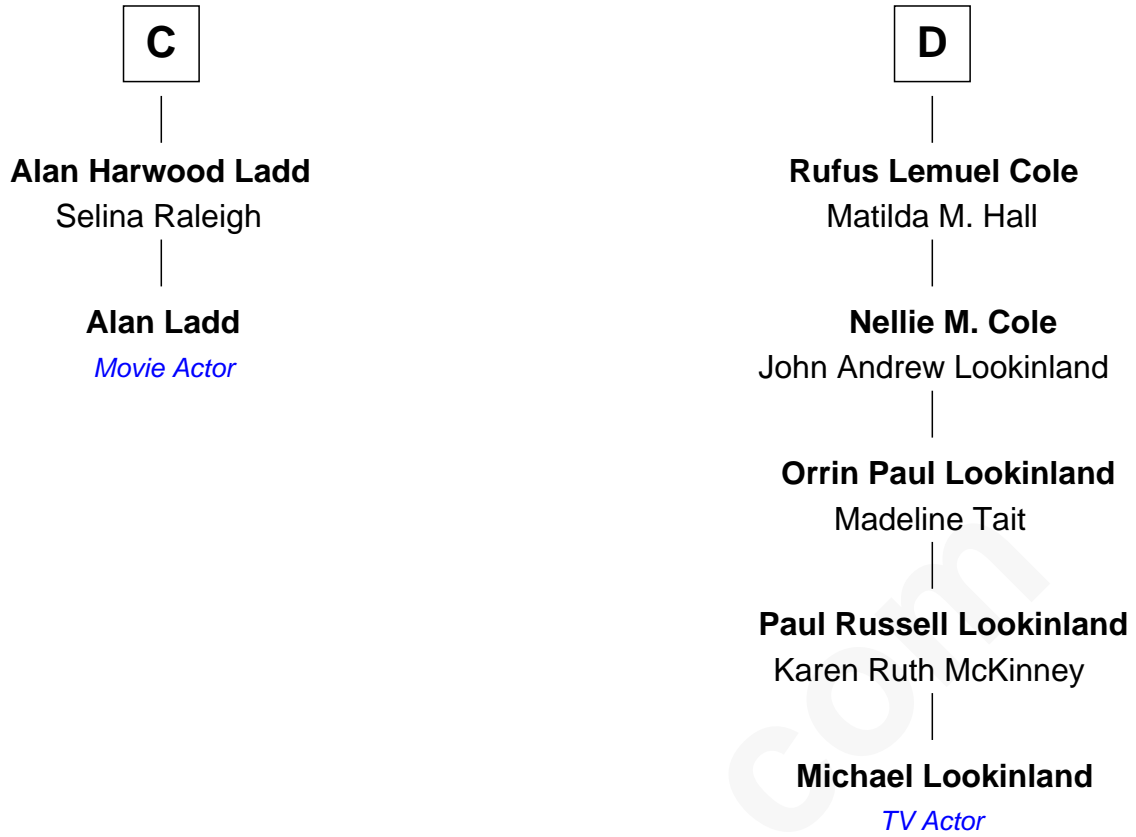 C
Alan Harwood Ladd
Selina Raleigh
Alan Ladd
Movie Actor
D
Rufus Lemuel Cole
Matilda M. Hall
Nellie M. Cole
John Andrew Lookinland
Orrin Paul Lookinland
Madeline Tait
Paul Russell Lookinland
Karen Ruth McKinney
Michael Lookinland
TV Actor
com